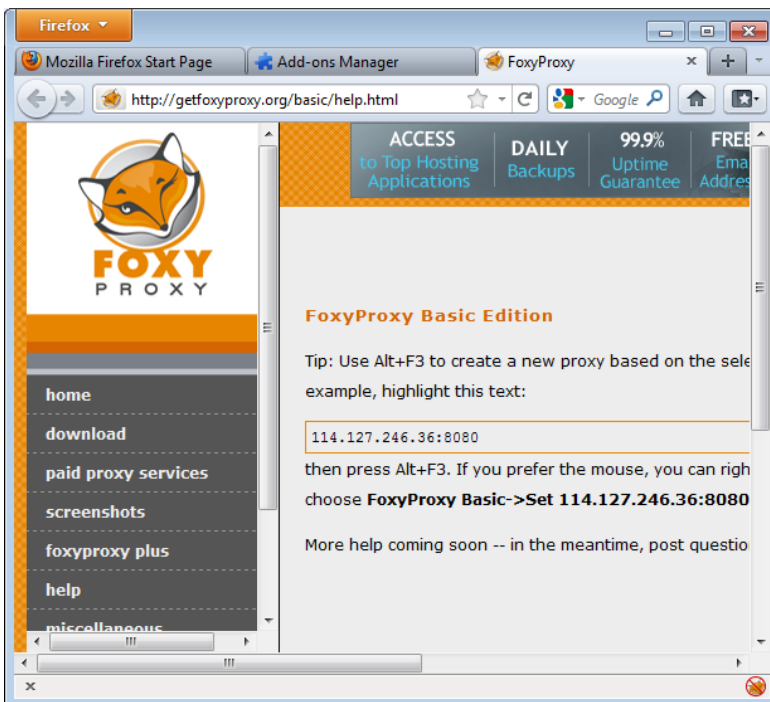 Firefox
Mozilla Firefox Start Page
Add-ons Manager
FoxyProxy
http://getfoxyproxy.org/basic/help.html
Google
FOXY
PROXY
home
download
paid proxy services
screenshots
foxyproxy plus
help
miscellaneous
ACCESS
to Top Hosting
Applications
DAILY
Backups
99.9%
Uptime
Guarantee
FREE
Ema
Addres
FoxyProxy Basic Edition
Tip: Use Alt+F3 to create a new proxy based on the sele
example, highlight this text:
114.127.246.36:8080
then press Alt+F3. If you prefer the mouse, you can righ
choose FoxyProxy Basic->Set 114.127.246.36:8080
More help coming soon -- in the meantime, post questio